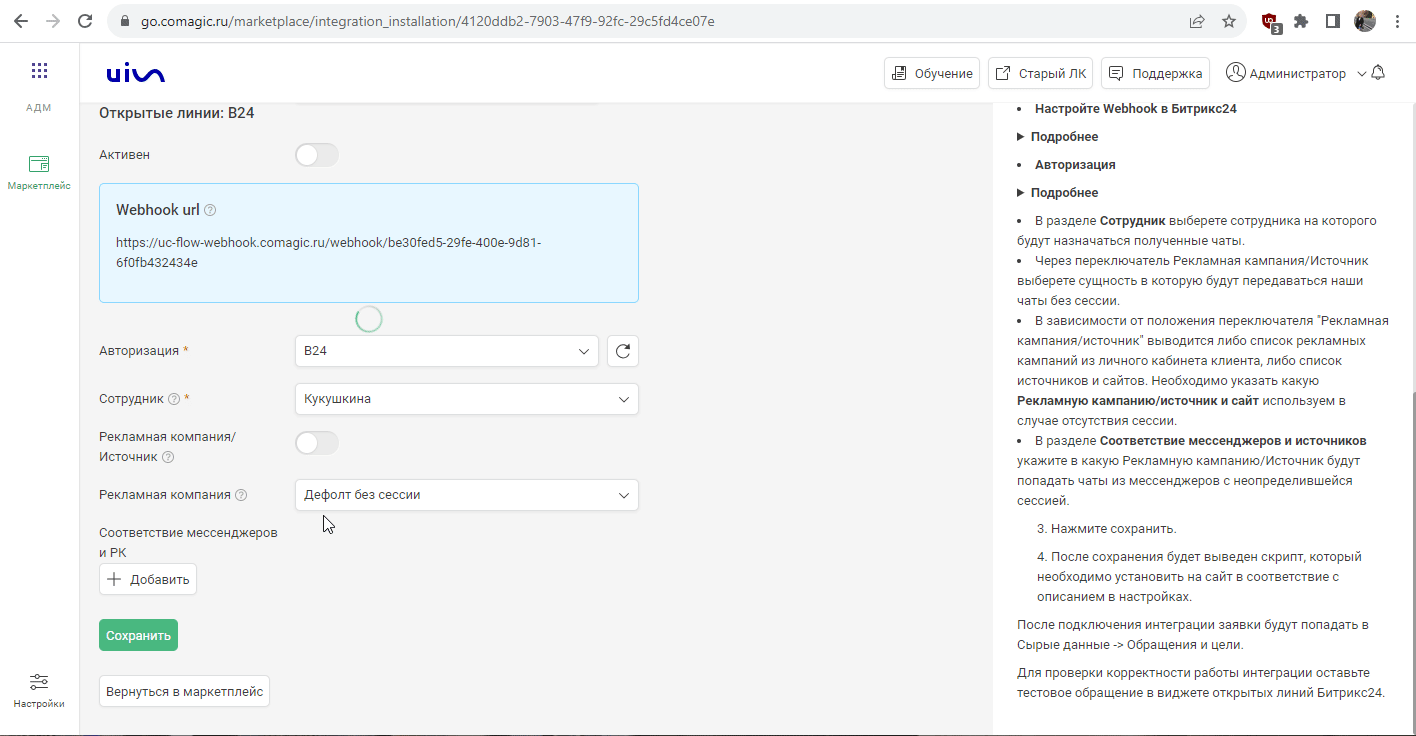 go.comagic.ru/marketplace/integration_installation/4120ddb2-7903-47f9-92fc-29c5fd4ce07e
3
uis
Обучение
Старый ЛК
Поддержка
Администратор
АДМ
Маркетплейс
Настройки
Открытые линии: B24
Активен
Webhook url
https://uc-flow-webhook.comagic.ru/webhook/be30fed5-29fe-400e-9d81-
6f0fb432434e
Авторизация *
B24
Сотрудник *
Кукушкина
Рекламная компания/
Источник
Рекламная компания
Дефолт без сессии
Соответствие мессенджеров
и РК
Добавить
Сохранить
Вернуться в маркетплейс
• Настройте Webhook в Битрикс24
Подробнее
• Авторизация
Подробнее
• В разделе Сотрудник выберете сотрудника на которого
будут назначаться полученные чаты.
• Через переключатель Рекламная кампания/Источник
выберете сущность в которую будут передаваться наши
чаты без сессии.
• В зависимости от положения переключателя "Рекламная
кампания/источник" выводится либо список рекламных
кампаний из личного кабинета клиента, либо список
источников и сайтов. Необходимо указать какую
Рекламную кампанию/источник и сайт используем в
случае отсутствия сессии.
• В разделе Соответствие мессенджеров и источников
укажите в какую Рекламную кампанию/Источник будут
попадать чаты из мессенджеров с неопределившейся
сессией.
3. Нажмите сохранить.
4. После сохранения будет выведен скрипт, который
необходимо установить на сайт в соответствие с
описанием в настройках.
После подключения интеграции заявки будут попадать в
Сырые данные -> Обращения и цели.
Для проверки корректности работы интеграции оставьте
тестовое обращение в виджете открытых линий Битрикс24.